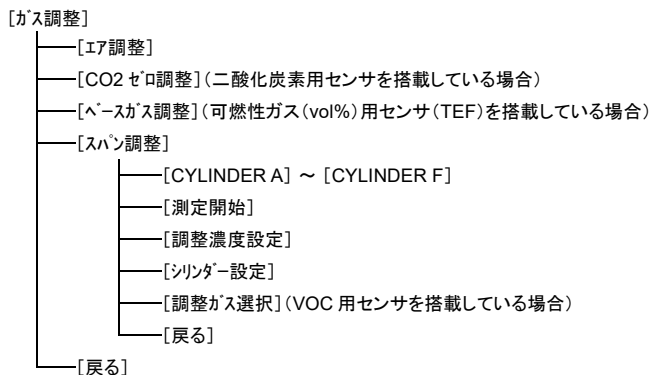 [ｶﾞｽ調整]
[ｴｱ調整]
[CO2 ｾﾞﾛ調整](二酸化炭素用センサを搭載している場合)
[ﾍﾞｰｽｶﾞｽ調整](可燃性ガス(vol%)用センサ(TEF)を搭載している場合)
[ｽﾊﾟﾝ調整]
[CYLINDER A] ～ [CYLINDER F]
[測定開始]
[調整濃度設定]
[ｼﾘﾝﾀﾞｰ設定]
[調整ｶﾞｽ選択](VOC 用センサを搭載している場合)
[戻る]
[戻る]